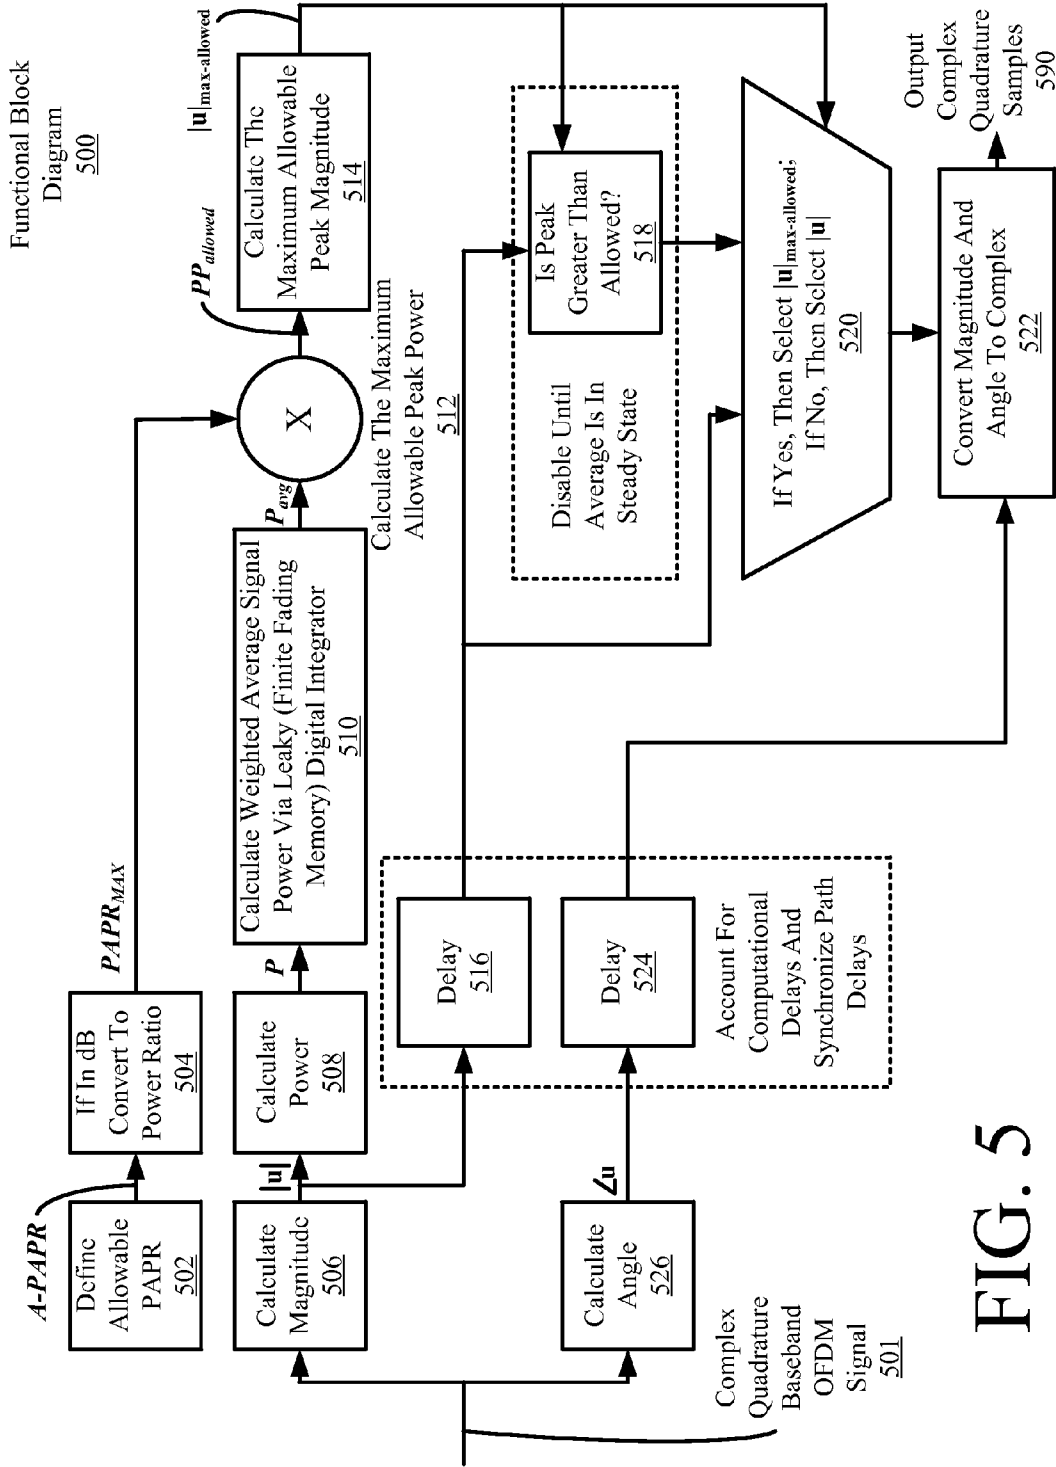 Functional Block
Diagram
500
A-PAPR
Define
Allowable
PAPR
502
If In dB
Convert To
Power Ratio
504
PAPR_MAX
Calculate
Magnitude
506
|u|
Calculate
Power
508
P
Calculate Weighted Average Signal
Power Via Leaky (Finite Fading
Memory) Digital Integrator
510
P_avg
X
Calculate The Maximum
Allowable Peak Power
512
PP_allowed
Calculate The
Maximum Allowable
Peak Magnitude
514
|u|max-allowed
Delay
516
Delay
524
Account For
Computational
Delays And
Synchronize Path
Delays
Is Peak
Greater Than
Allowed?
518
Disable Until
Average Is In
Steady State
If Yes, Then Select |u|max-allowed;
If No, Then Select |u|
520
Calculate
Angle
526
∠u
Convert Magnitude And
Angle To Complex
522
Output
Complex
Quadrature
Samples
590
Complex
Quadrature
Baseband
OFDM
Signal
501
FIG. 5